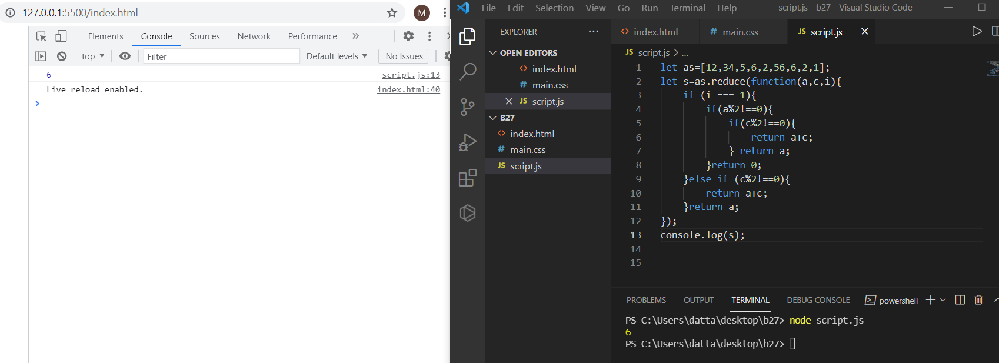 127.0.0.1:5500/index.html
M
Elements Console Sources Network Performance »
top ▼ Filter Default levels ▼ No Issues
6 script.js:13
Live reload enabled. index.html:40
>
File Edit Selection View Go Run Terminal Help script.js - b27 - Visual Studio Code
EXPLORER ...
OPEN EDITORS
<> index.html
# main.css
JS script.js
B27
<> index.html
# main.css
JS script.js
<> index.html # main.css JS script.js
JS script.js > ...
1 let as=[12,34,5,6,2,56,6,2,1];
2 let s=as.reduce(function(a,c,i){
3 if (i === 1){
4 if(a%2!==0){
5 if(c%2!==0){
6 return a+c;
7 } return a;
8 }return 0;
9 }else if (c%2!==0){
10 return a+c;
11 }return a;
12 });
13 console.log(s);
14
15
PROBLEMS OUTPUT TERMINAL DEBUG CONSOLE powershell
PS C:\Users\datta\desktop\b27> node script.js
6
PS C:\Users\datta\desktop\b27>